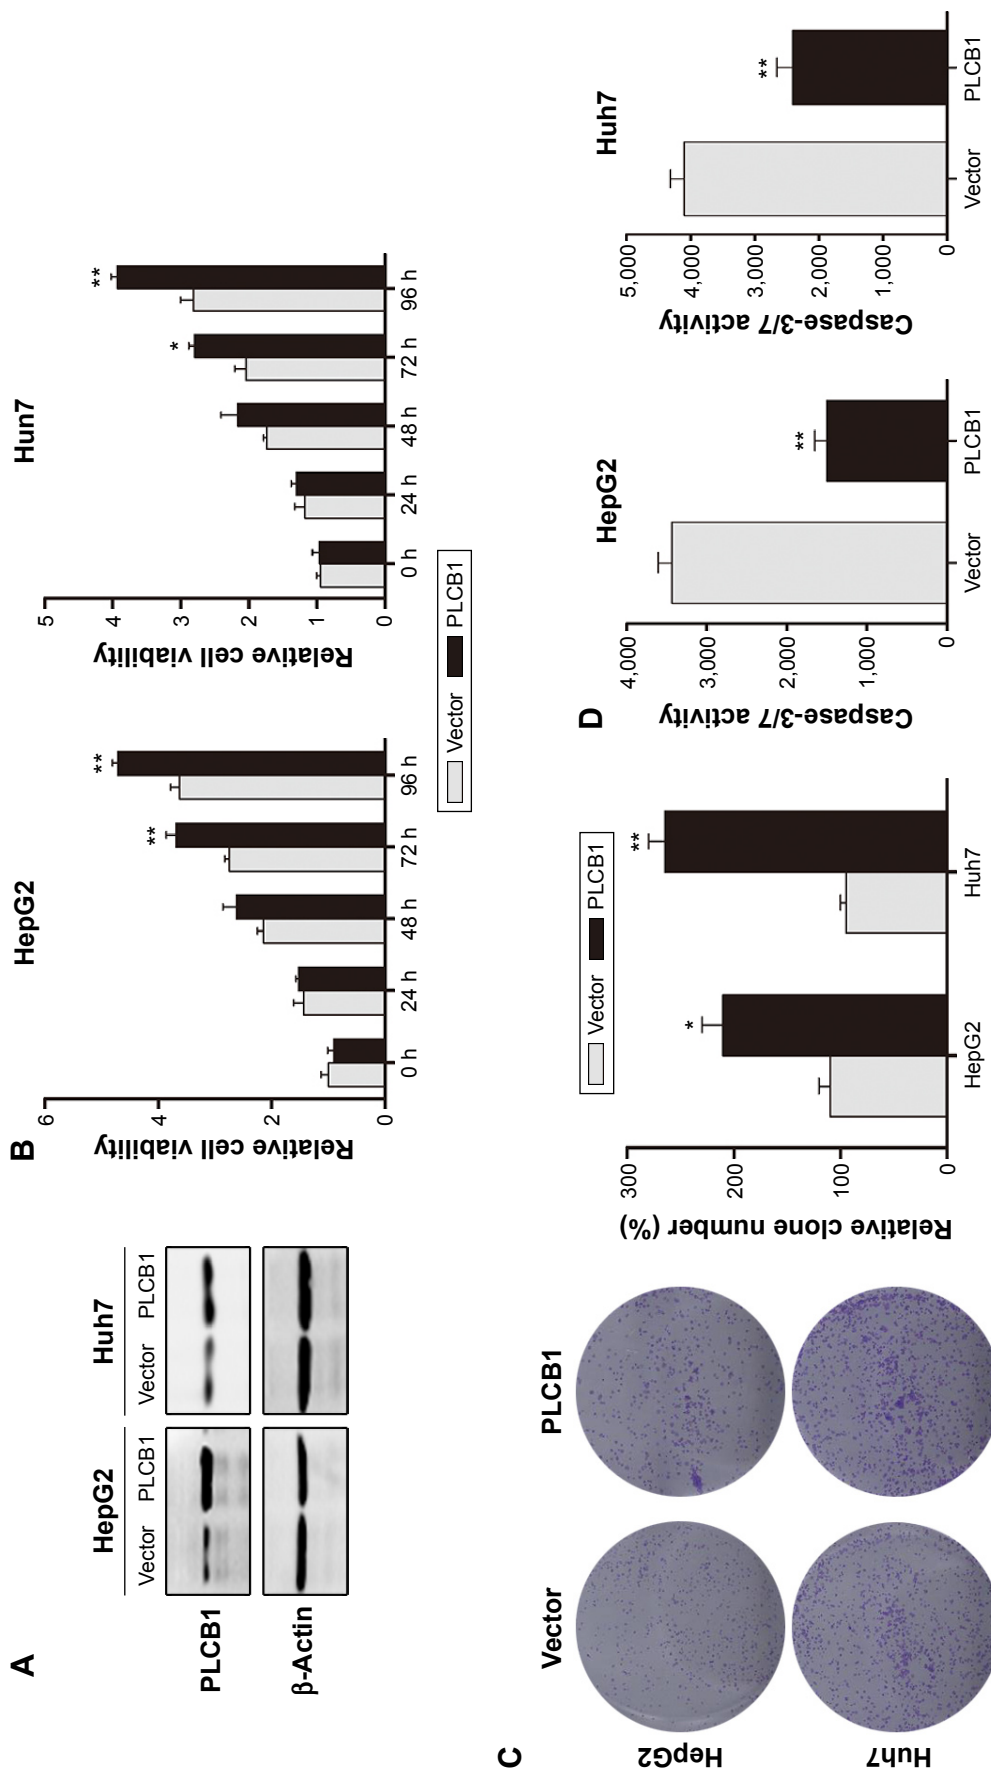 A
HepG2 Huh7
Vector PLCB1 Vector PLCB1
PLCB1
β-Actin
B
HepG2
Relative cell viability
6
4
2
0
0 h 24 h 48 h 72 h 96 h
** **
Hun7
Relative cell viability
5
4
3
2
1
0
0 h 24 h 48 h 72 h 96 h
* **
Vector PLCB1
C
Vector PLCB1
HepG2
Huh7
Vector PLCB1
Relative clone number (%)
300
200
100
0
HepG2 Huh7
* **
D
HepG2
Caspase-3/7 activity
4,000
3,000
2,000
1,000
0
Vector PLCB1
**
Huh7
Caspase-3/7 activity
5,000
4,000
3,000
2,000
1,000
0
Vector PLCB1
**